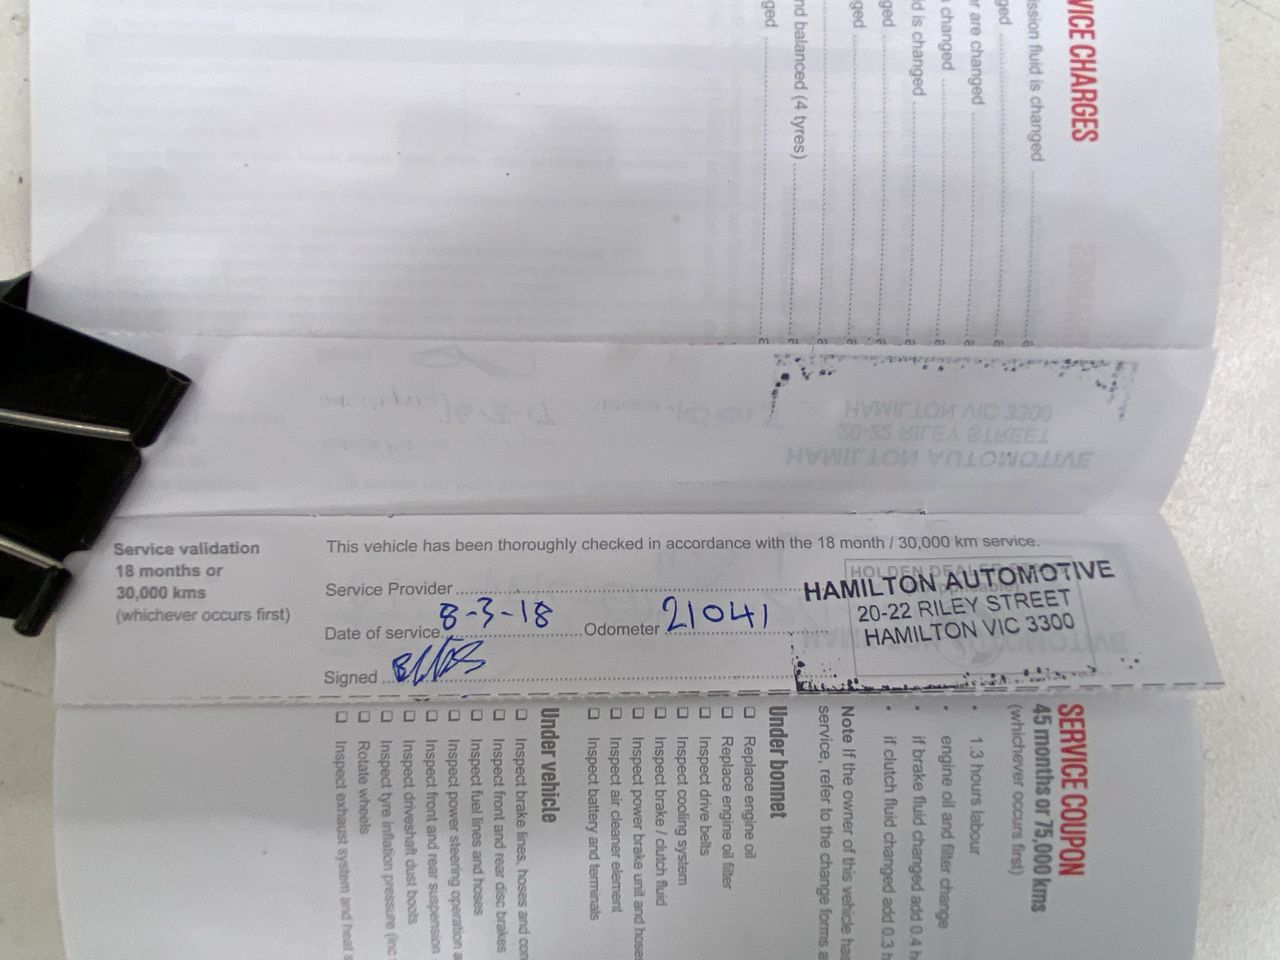 VICE CHARGES
ssion fluid is changed
ged
r are changed
changed
d is changed
ged
ged
nd balanced (4 tyres)
ged
HAMILTON AUTOMOTIVE
20-22 RILEY STREET
HAMILTON VIC 3300
Service validation
18 months or
30,000 kms
(whichever occurs first)
This vehicle has been thoroughly checked in accordance with the 18 month / 30,000 km service.
Service Provider
Date of service 8-3-18 Odometer 21041
Signed
HOLDEN DEALER
HAMILTON AUTOMOTIVE
20-22 RILEY STREET
HAMILTON VIC 3300
SERVICE COUPON
45 months or 75,000 kms
(whichever occurs first)
• 1.3 hours labour
• engine oil and filter change
• if brake fluid changed add 0.4 h
• if clutch fluid changed add 0.3 h
Note If the owner of this vehicle has
service, refer to the change forms a
Under bonnet
Replace engine oil
Replace engine oil filter
Inspect drive belts
Inspect cooling system
Inspect brake / clutch fluid
Inspect power brake unit and hoses
Inspect air cleaner element
Inspect battery and terminals
Under vehicle
Inspect brake lines, hoses and con
Inspect front and rear disc brakes
Inspect fuel lines and hoses
Inspect power steering operation a
Inspect front and rear suspension
Inspect driveshaft dust boots
Inspect tyre inflation pressure (inc
Rotate wheels
Inspect exhaust system and heat s